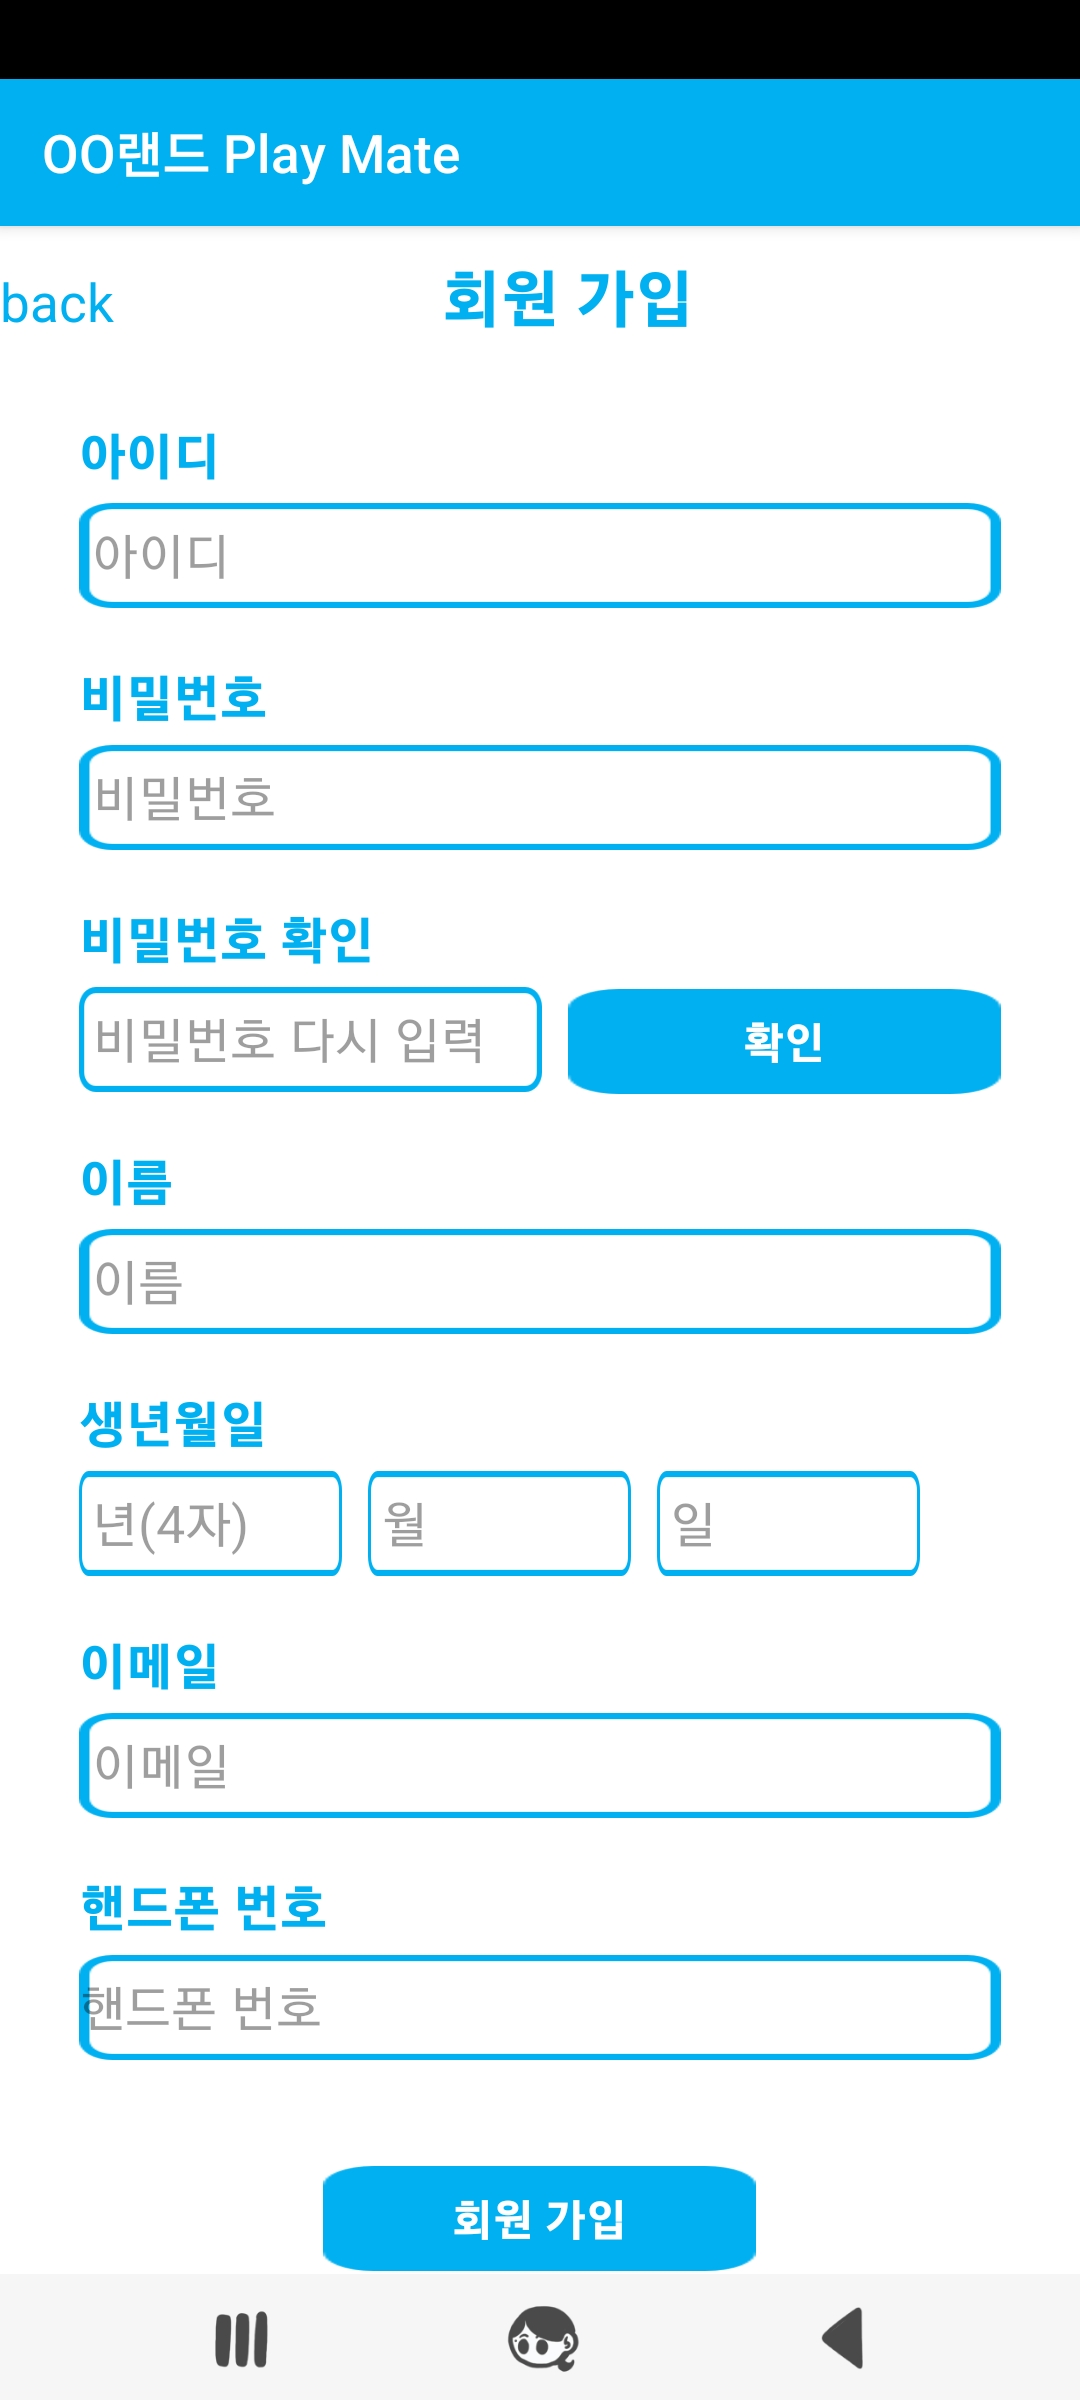 OO랜드 Play Mate
back 회원 가입
아이디
아이디
비밀번호
비밀번호
비밀번호 확인
비밀번호 다시 입력 확인
이름
이름
생년월일
년(4자) 월 일
이메일
이메일
핸드폰 번호
핸드폰 번호
회원 가입